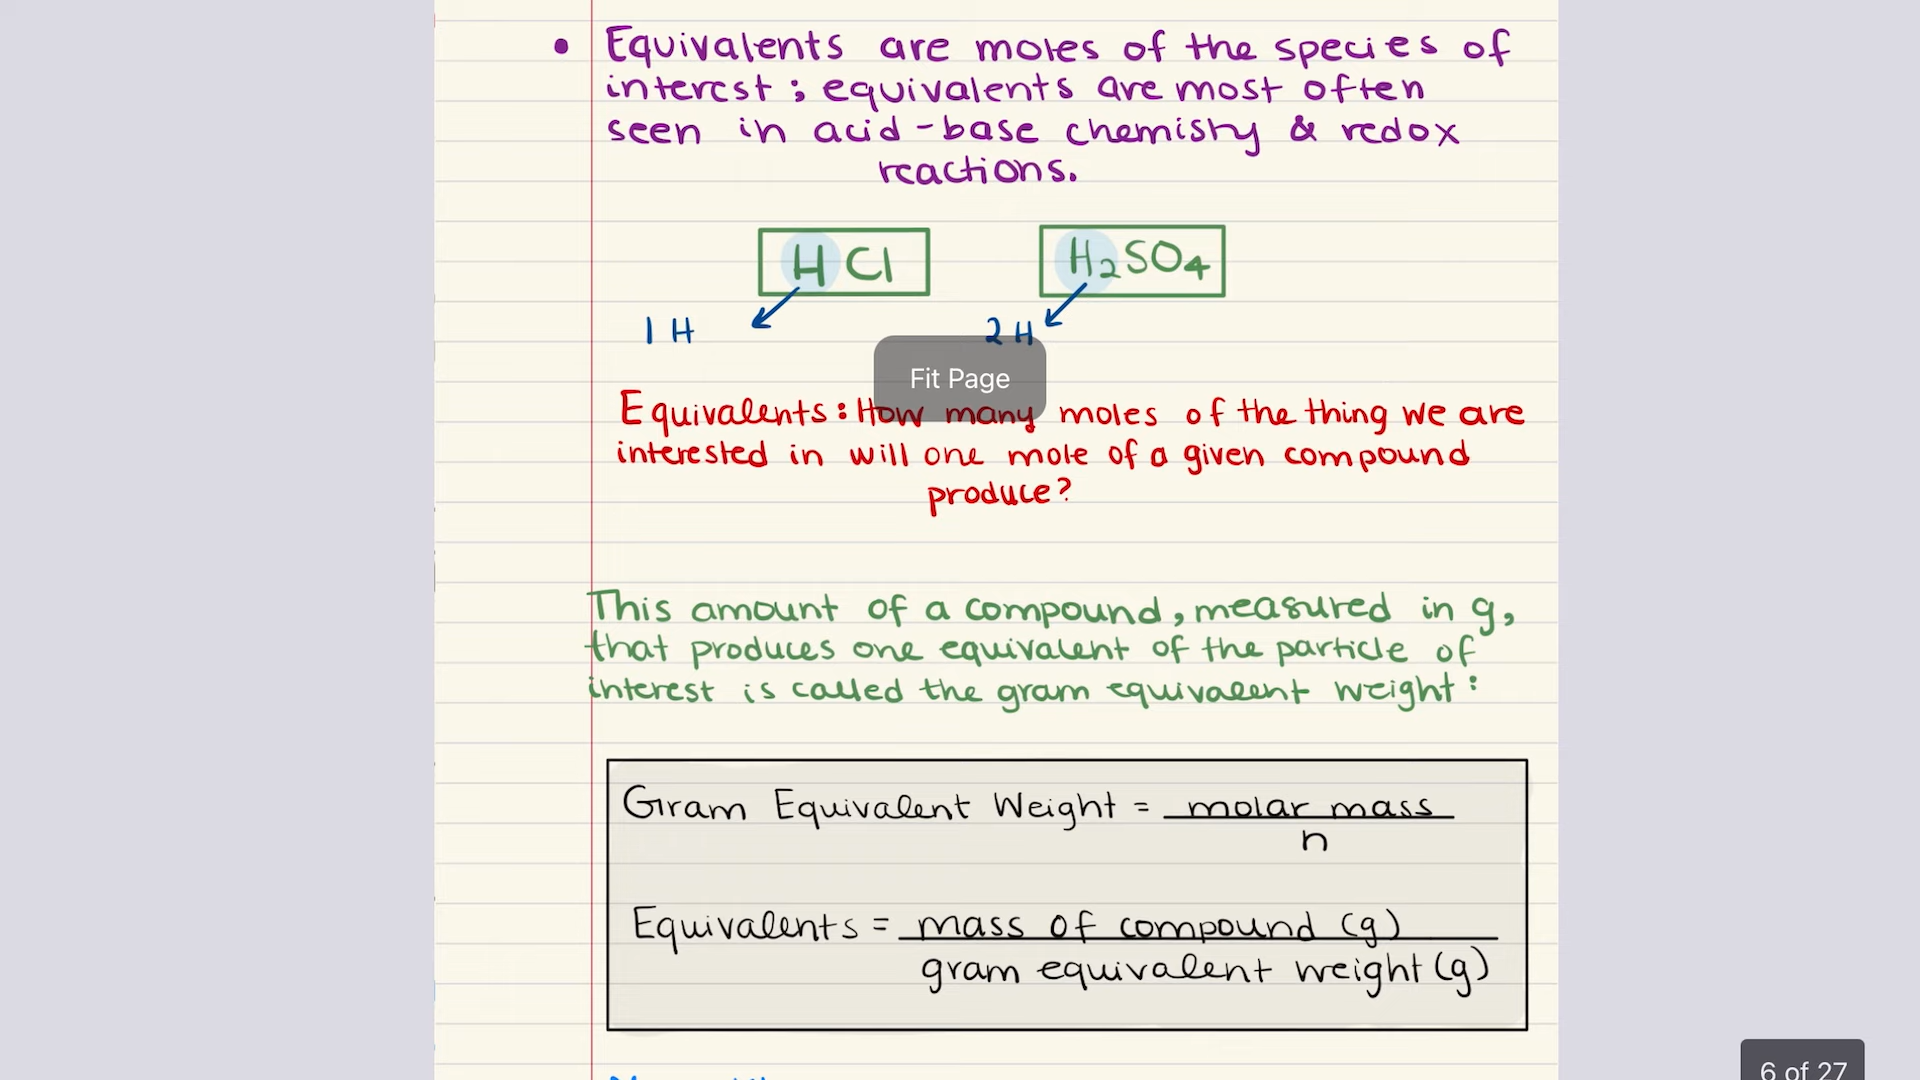 • Equivalents are moles of the species of
interest; equivalents are most often
seen in acid-base chemistry & redox
reactions.
HCl H₂SO₄
1 H 2 H
Fit Page
Equivalents: How many moles of the thing we are
interested in will one mole of a given compound
produce?
This amount of a compound, measured in g,
that produces one equivalent of the particle of
interest is called the gram equivalent weight:
Gram Equivalent Weight = molar mass
n
Equivalents = mass of compound (g)
gram equivalent weight (g)
6 of 27